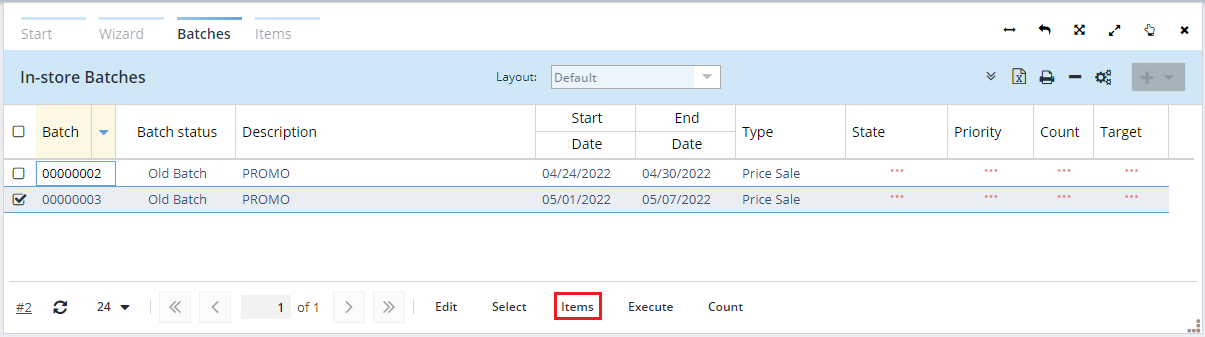 Start Wizard Batches Items
In-store Batches Layout: Default
Batch Batch status Description Start Date End Date Type State Priority Count Target
00000002 Old Batch PROMO 04/24/2022 04/30/2022 Price Sale *** *** *** ***
00000003 Old Batch PROMO 05/01/2022 05/07/2022 Price Sale *** *** *** ***
#2 24 1 of 1 Edit Select Items Execute Count